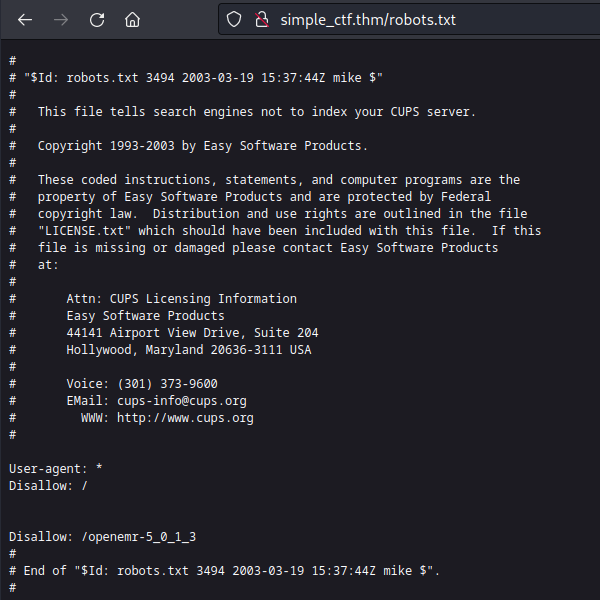 simple_ctf.thm/robots.txt
#
# "$Id: robots.txt 3494 2003-03-19 15:37:44Z mike $"
#
#   This file tells search engines not to index your CUPS server.
#
#   Copyright 1993-2003 by Easy Software Products.
#
#   These coded instructions, statements, and computer programs are the
#   property of Easy Software Products and are protected by Federal
#   copyright law.  Distribution and use rights are outlined in the file
#   "LICENSE.txt" which should have been included with this file.  If this
#   file is missing or damaged please contact Easy Software Products
#   at:
#
#       Attn: CUPS Licensing Information
#       Easy Software Products
#       44141 Airport View Drive, Suite 204
#       Hollywood, Maryland 20636-3111 USA
#
#       Voice: (301) 373-9600
#       EMail: cups-info@cups.org
#         WWW: http://www.cups.org
#
User-agent: *
Disallow: /
Disallow: /openemr-5_0_1_3
#
# End of "$Id: robots.txt 3494 2003-03-19 15:37:44Z mike $".
#